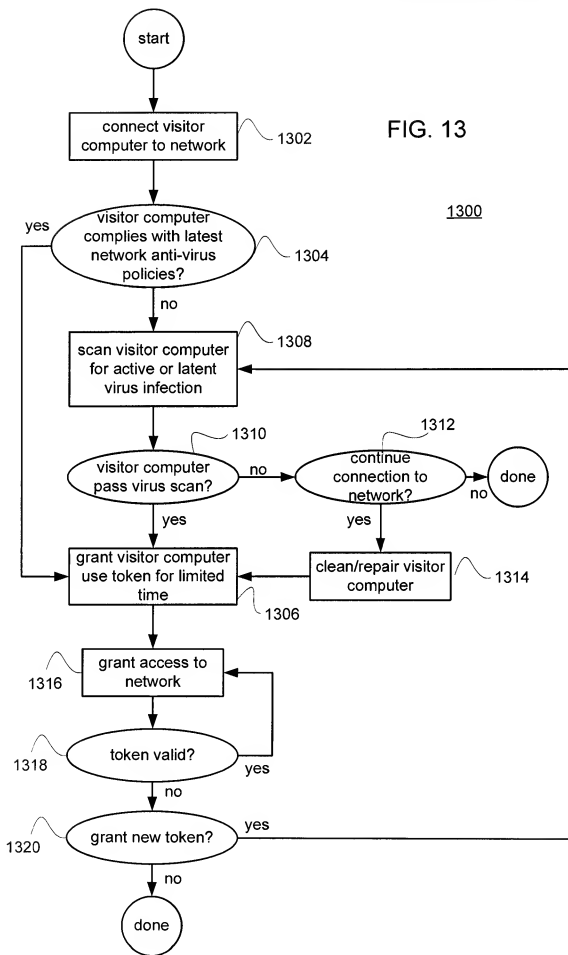 start
connect visitor
computer to network
1302
FIG. 13
1300
yes
visitor computer
complies with latest
network anti-virus
policies?
1304
no
scan visitor computer
for active or latent
virus infection
1308
1310
visitor computer
pass virus scan?
no
1312
continue
connection to
network?
no
done
yes
yes
grant visitor computer
use token for limited
time
1306
clean/repair visitor
computer
1314
grant access to
network
1316
token valid?
1318
yes
no
grant new token?
1320
yes
no
done